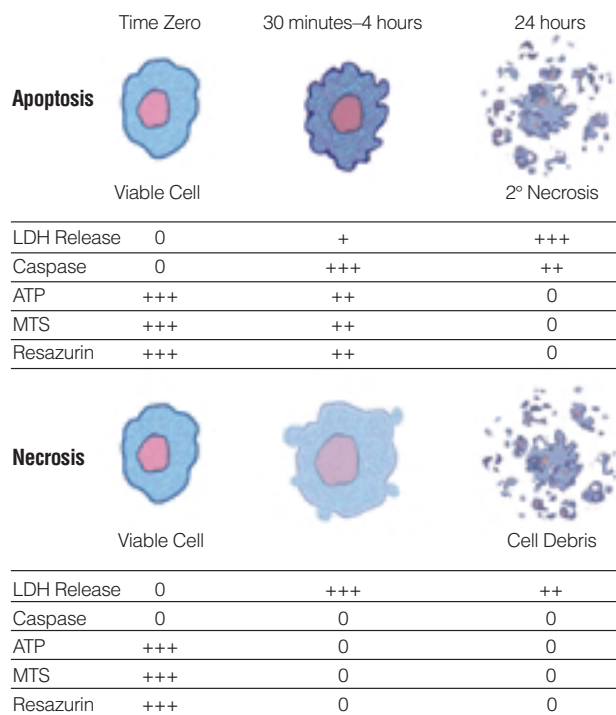 Time Zero 30 minutes–4 hours 24 hours
Apoptosis
Viable Cell 2° Necrosis
LDH Release 0 + +++
Caspase 0 +++ ++
ATP +++ ++ 0
MTS +++ ++ 0
Resazurin +++ ++ 0
Necrosis
Viable Cell Cell Debris
LDH Release 0 +++ ++
Caspase 0 0 0
ATP +++ 0 0
MTS +++ 0 0
Resazurin +++ 0 0